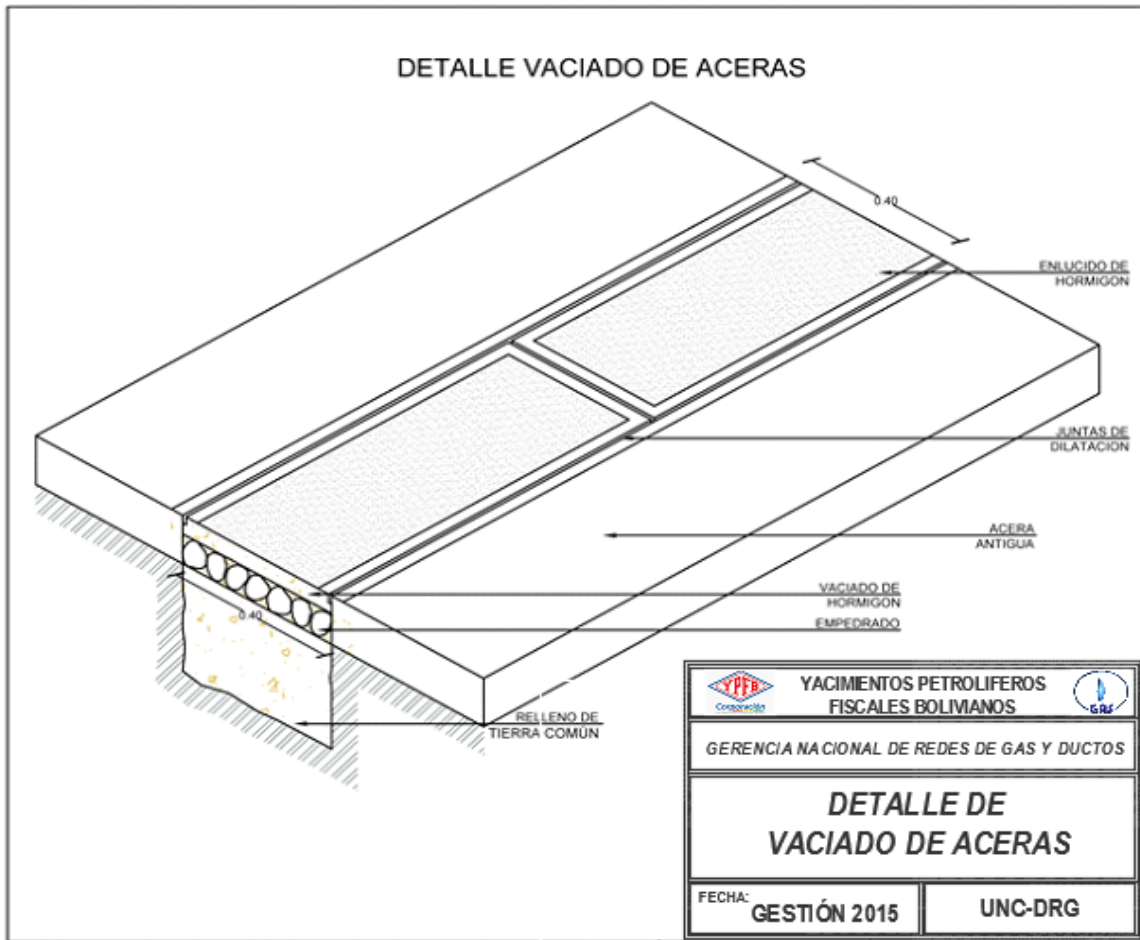 DETALLE VACIADO DE ACERAS
0.40
ENLUCIDO DE
HORMIGON
JUNTAS DE
DILATACION
ACERA
ANTIGUA
VACIADO DE
HORMIGON
0.40
EMPEDRADO
RELLENO DE
TIERRA COMÚN
YPFB
Corporación
YACIMIENTOS PETROLIFEROS
FISCALES BOLIVIANOS
GAS
GERENCIA NACIONAL DE REDES DE GAS Y DUCTOS
DETALLE DE
VACIADO DE ACERAS
FECHA: GESTIÓN 2015
UNC-DRG